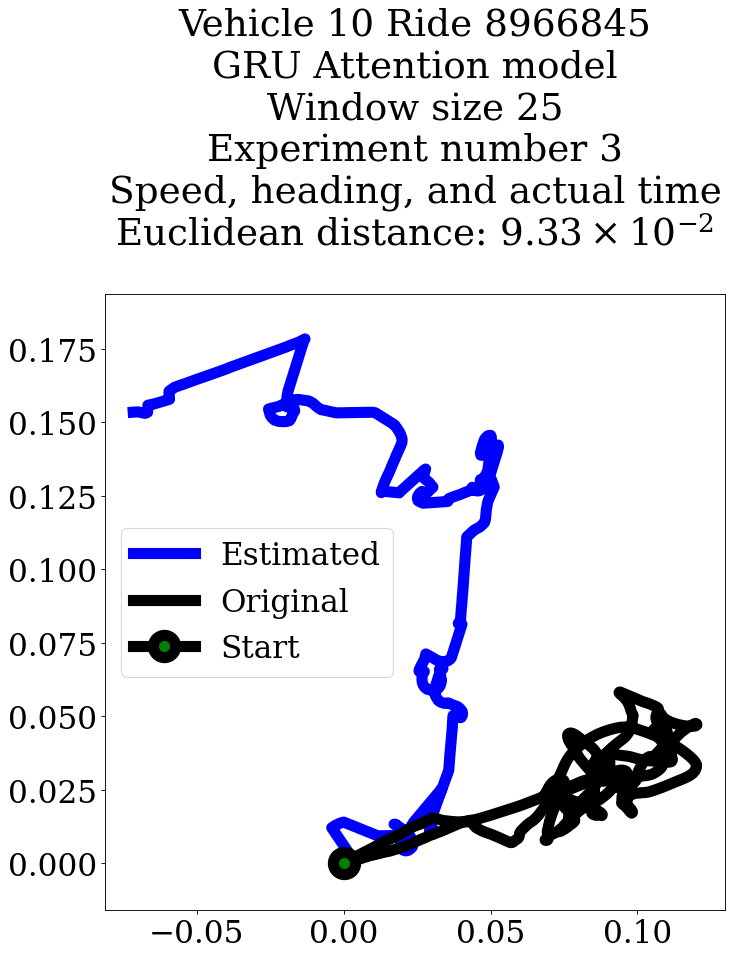 Vehicle 10 Ride 8966845
GRU Attention model
Window size 25
Experiment number 3
Speed, heading, and actual time
Euclidean distance: 9.33 × 10⁻²
0.175
0.150
0.125
0.100
0.075
0.050
0.025
0.000
Estimated
Original
Start
−0.05
0.00
0.05
0.10